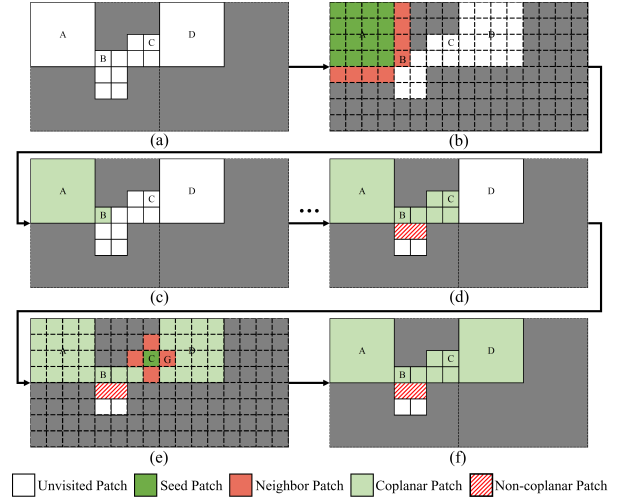 A
B
C
D
(a)
A
B
C
D
(b)
A
B
C
D
(c)
...
A
B
C
D
(d)
A
B
C
G
D
(e)
A
B
C
D
(f)
Unvisited Patch
Seed Patch
Neighbor Patch
Coplanar Patch
Non-coplanar Patch